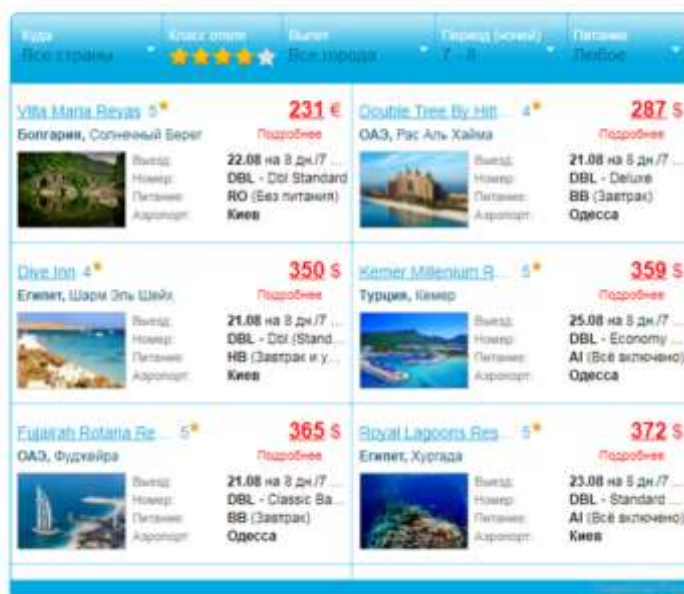 Куда Класс отеля Вылет Период (ночей) Питание
Все страны Все города 7 - 8 Любое
Villa Maria Revas 5 231 €
Болгария, Солнечный Берег Подробнее
Выезд: 22.08 на 8 дн./7 ...
Номер: DBL - Dbl Standard
Питание: RO (Без питания)
Аэропорт: Киев
Double Tree By Hilt... 4 287 $
ОАЭ, Рас Аль Хайма Подробнее
Выезд: 21.08 на 8 дн./7 ...
Номер: DBL - Deluxe
Питание: BB (Завтрак)
Аэропорт: Одесса
Dive Inn 4 350 $
Египет, Шарм Эль Шейх Подробнее
Выезд: 21.08 на 8 дн./7 ...
Номер: DBL - Dbl (Stand...
Питание: HB (Завтрак и у...
Аэропорт: Киев
Kemer Millenium R... 5 359 $
Турция, Кемер Подробнее
Выезд: 25.08 на 8 дн./7 ...
Номер: DBL - Economy ...
Питание: AI (Всё включено)
Аэропорт: Одесса
Fujairah Rotana Re... 5 365 $
ОАЭ, Фуджейра Подробнее
Выезд: 21.08 на 8 дн./7 ...
Номер: DBL - Classic Ba...
Питание: BB (Завтрак)
Аэропорт: Одесса
Royal Lagoons Res... 5 372 $
Египет, Хургада Подробнее
Выезд: 23.08 на 8 дн./7 ...
Номер: DBL - Standard ...
Питание: AI (Всё включено)
Аэропорт: Киев